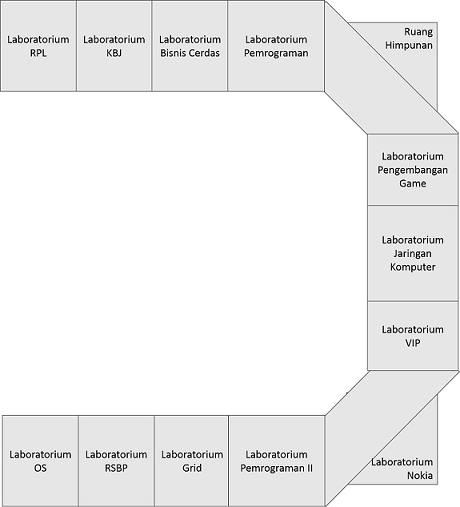 Laboratorium
RPL
Laboratorium
KBJ
Laboratorium
Bisnis Cerdas
Laboratorium
Pemrograman
Ruang
Himpunan
Laboratorium
Pengembangan
Game
Laboratorium
Jaringan
Komputer
Laboratorium
VIP
Laboratorium
OS
Laboratorium
RSBP
Laboratorium
Grid
Laboratorium
Pemrograman II
Laboratorium
Nokia